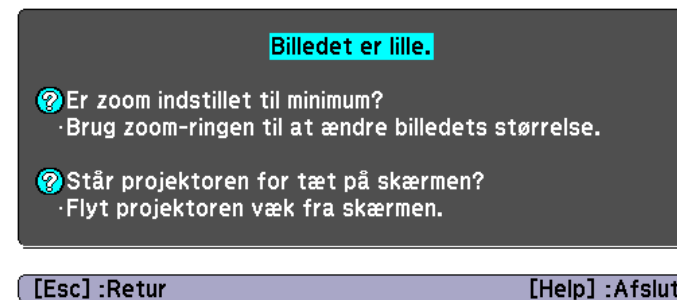 Billedet er lille.
?Er zoom indstillet til minimum?
·Brug zoom-ringen til at ændre billedets størrelse.
?Står projektoren for tæt på skærmen?
·Flyt projektoren væk fra skærmen.
[Esc] :Retur [Help] :Afslut